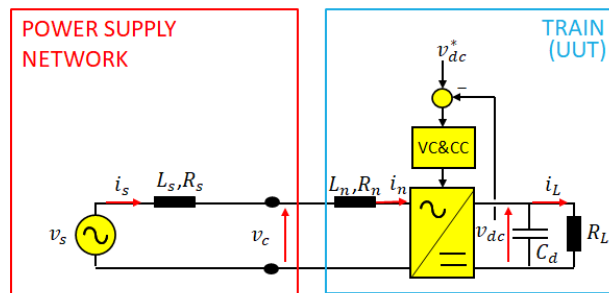 POWER SUPPLY
NETWORK
TRAIN
(UUT)
v*dc
−
VC&CC
is
Ls,Rs
Ln,Rn
in
iL
vs
vc
vdc
Cd
RL